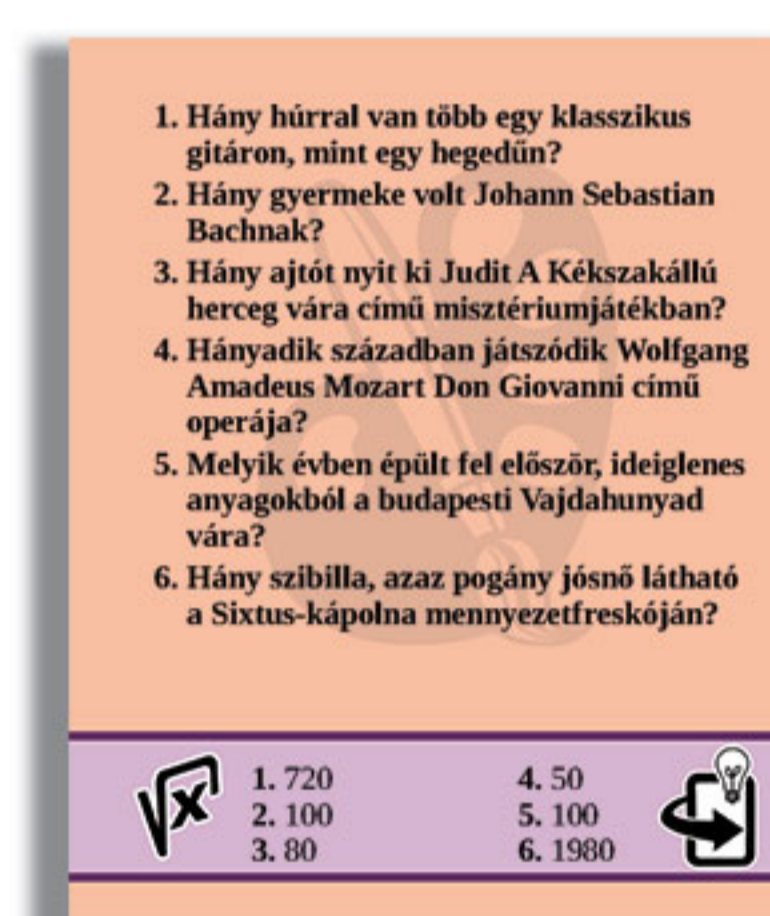 1. Hány húrral van több egy klasszikus
gitáron, mint egy hegedűn?
2. Hány gyermeke volt Johann Sebastian
Bachnak?
3. Hány ajtót nyit ki Judit A Kékszakállú
herceg vára című misztériumjátékban?
4. Hányadik században játszódik Wolfgang
Amadeus Mozart Don Giovanni című
operája?
5. Melyik évben épült fel először, ideiglenes
anyagokból a budapesti Vajdahunyad
vára?
6. Hány szibilla, azaz pogány jósnő látható
a Sixtus-kápolna mennyezetfreskóján?
√x
1. 720
2. 100
3. 80
4. 50
5. 100
6. 1980